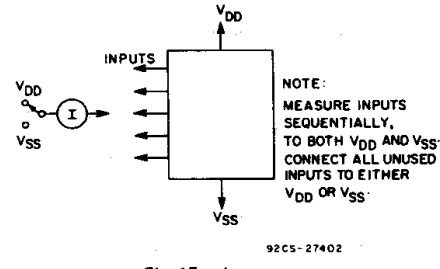 VDD
INPUTS
VDD
I
VSS
NOTE:
MEASURE INPUTS
SEQUENTIALLY,
TO BOTH VDD AND VSS.
CONNECT ALL UNUSED
INPUTS TO EITHER
VDD OR VSS.
VSS
92CS-27402